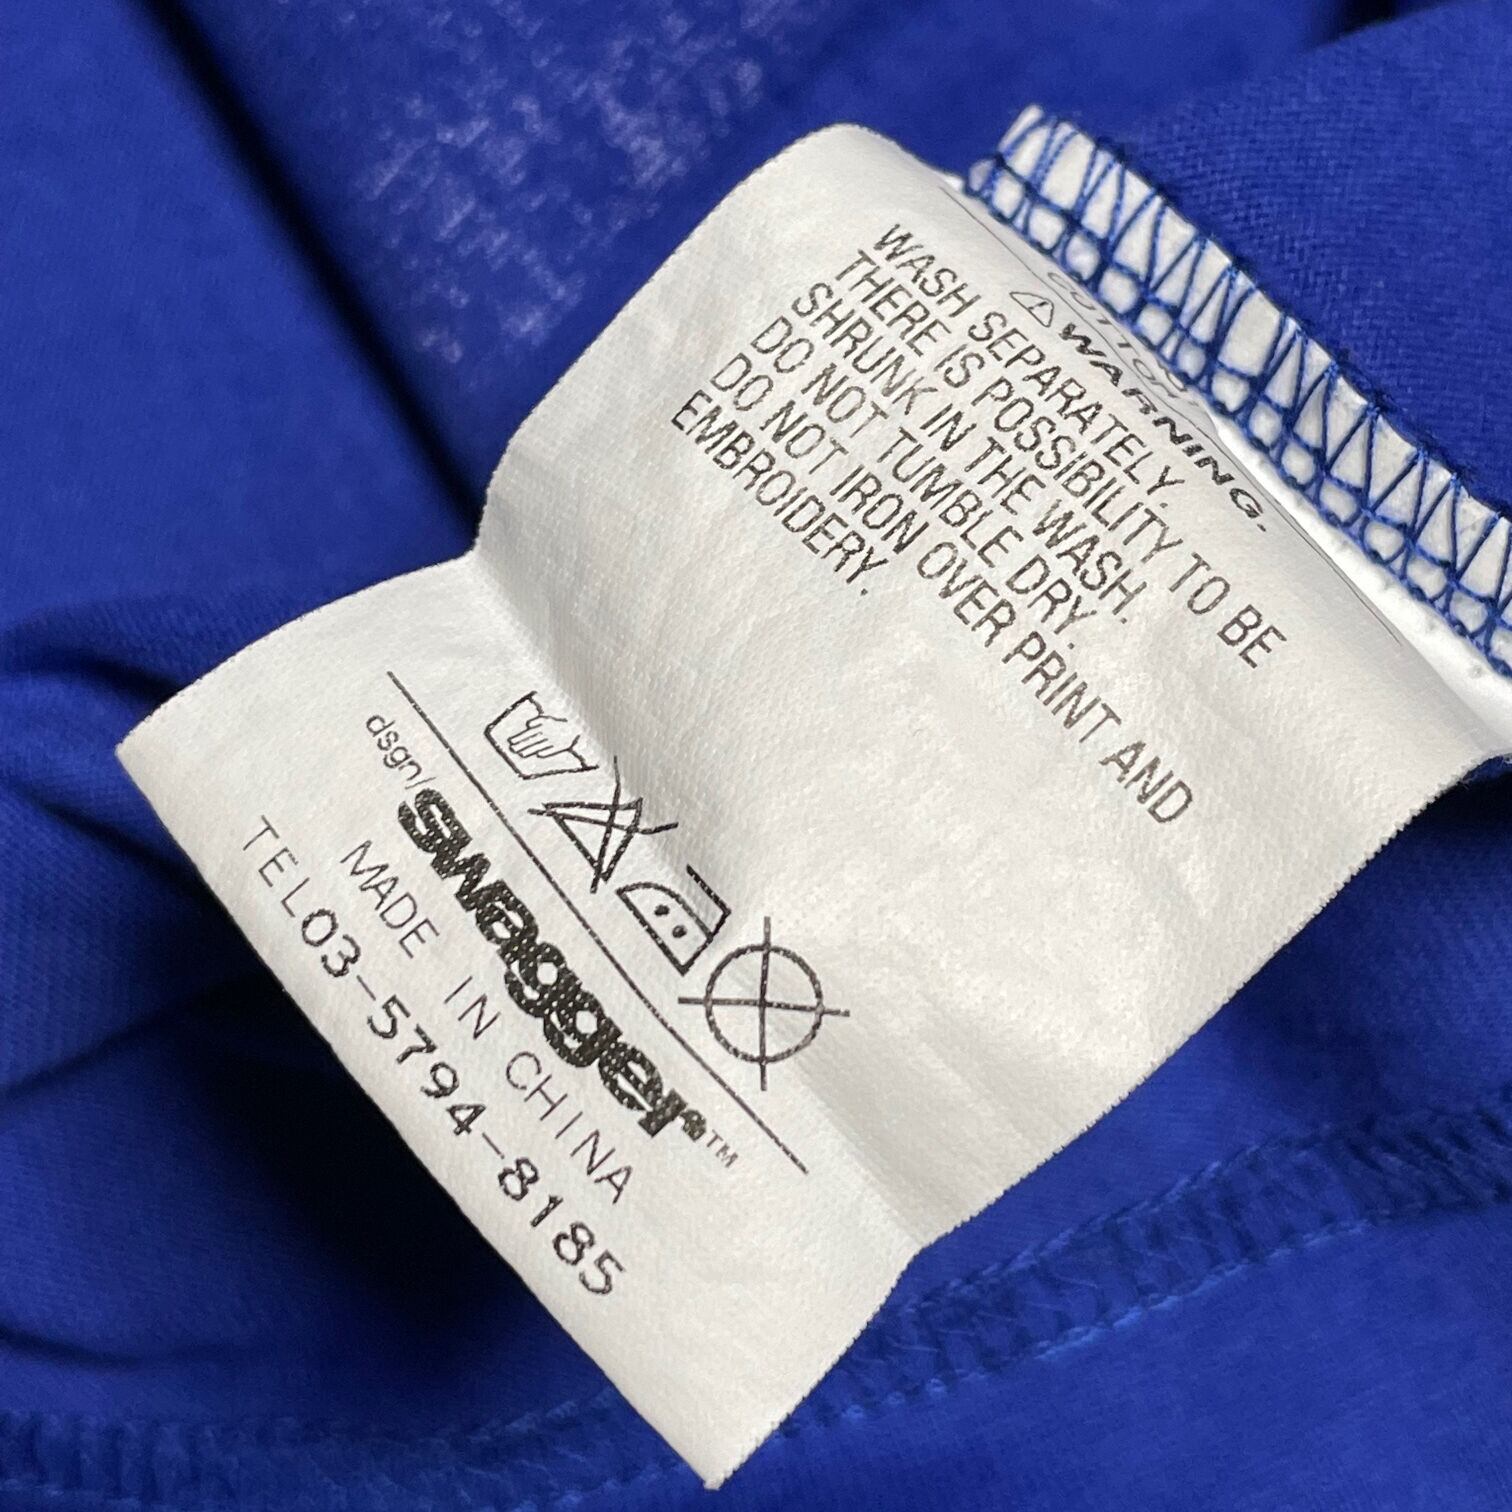 COTTON
⚠WARNING.
WASH SEPARATELY.
THERE IS POSSIBILITY TO BE
SHRUNK IN THE WASH.
DO NOT TUMBLE DRY.
DO NOT IRON OVER PRINT AND
EMBROIDERY.
dsgn/
swagger™
MADE IN CHINA
TEL03-5794-8185